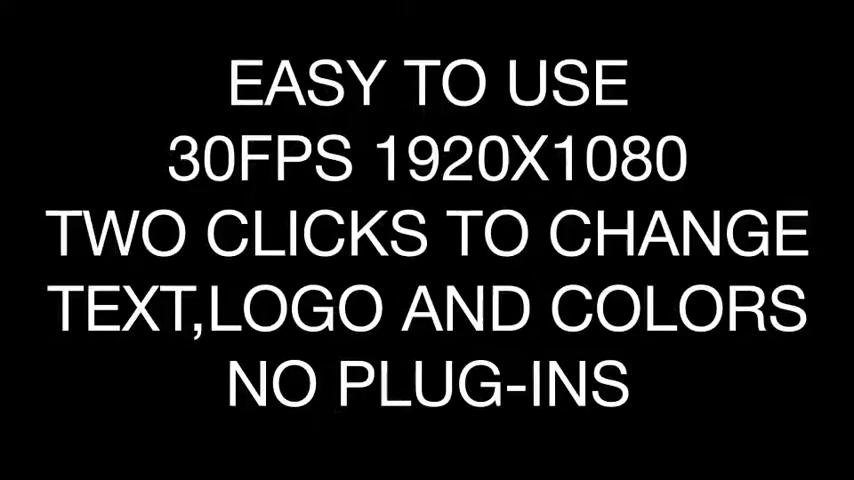 EASY TO USE
30FPS 1920X1080
TWO CLICKS TO CHANGE
TEXT,LOGO AND COLORS
NO PLUG-INS